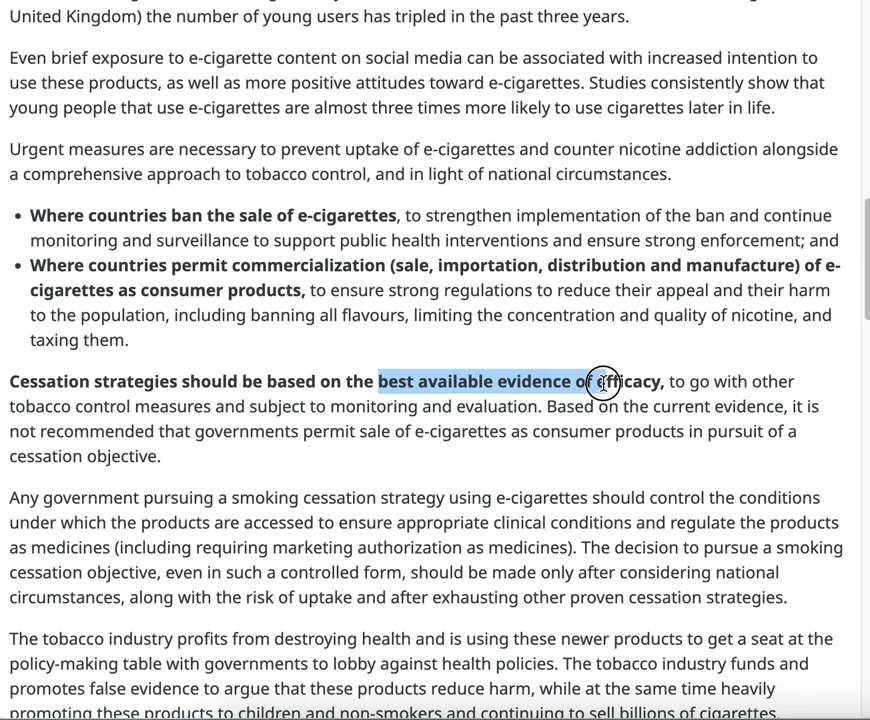 United Kingdom) the number of young users has tripled in the past three years.
Even brief exposure to e-cigarette content on social media can be associated with increased intention to
use these products, as well as more positive attitudes toward e-cigarettes. Studies consistently show that
young people that use e-cigarettes are almost three times more likely to use cigarettes later in life.
Urgent measures are necessary to prevent uptake of e-cigarettes and counter nicotine addiction alongside
a comprehensive approach to tobacco control, and in light of national circumstances.
• Where countries ban the sale of e-cigarettes, to strengthen implementation of the ban and continue
monitoring and surveillance to support public health interventions and ensure strong enforcement; and
• Where countries permit commercialization (sale, importation, distribution and manufacture) of e-
cigarettes as consumer products, to ensure strong regulations to reduce their appeal and their harm
to the population, including banning all flavours, limiting the concentration and quality of nicotine, and
taxing them.
Cessation strategies should be based on the best available evidence of efficacy, to go with other
tobacco control measures and subject to monitoring and evaluation. Based on the current evidence, it is
not recommended that governments permit sale of e-cigarettes as consumer products in pursuit of a
cessation objective.
Any government pursuing a smoking cessation strategy using e-cigarettes should control the conditions
under which the products are accessed to ensure appropriate clinical conditions and regulate the products
as medicines (including requiring marketing authorization as medicines). The decision to pursue a smoking
cessation objective, even in such a controlled form, should be made only after considering national
circumstances, along with the risk of uptake and after exhausting other proven cessation strategies.
The tobacco industry profits from destroying health and is using these newer products to get a seat at the
policy-making table with governments to lobby against health policies. The tobacco industry funds and
promotes false evidence to argue that these products reduce harm, while at the same time heavily
promoting these products to children and non-smokers and continuing to sell billions of cigarettes.